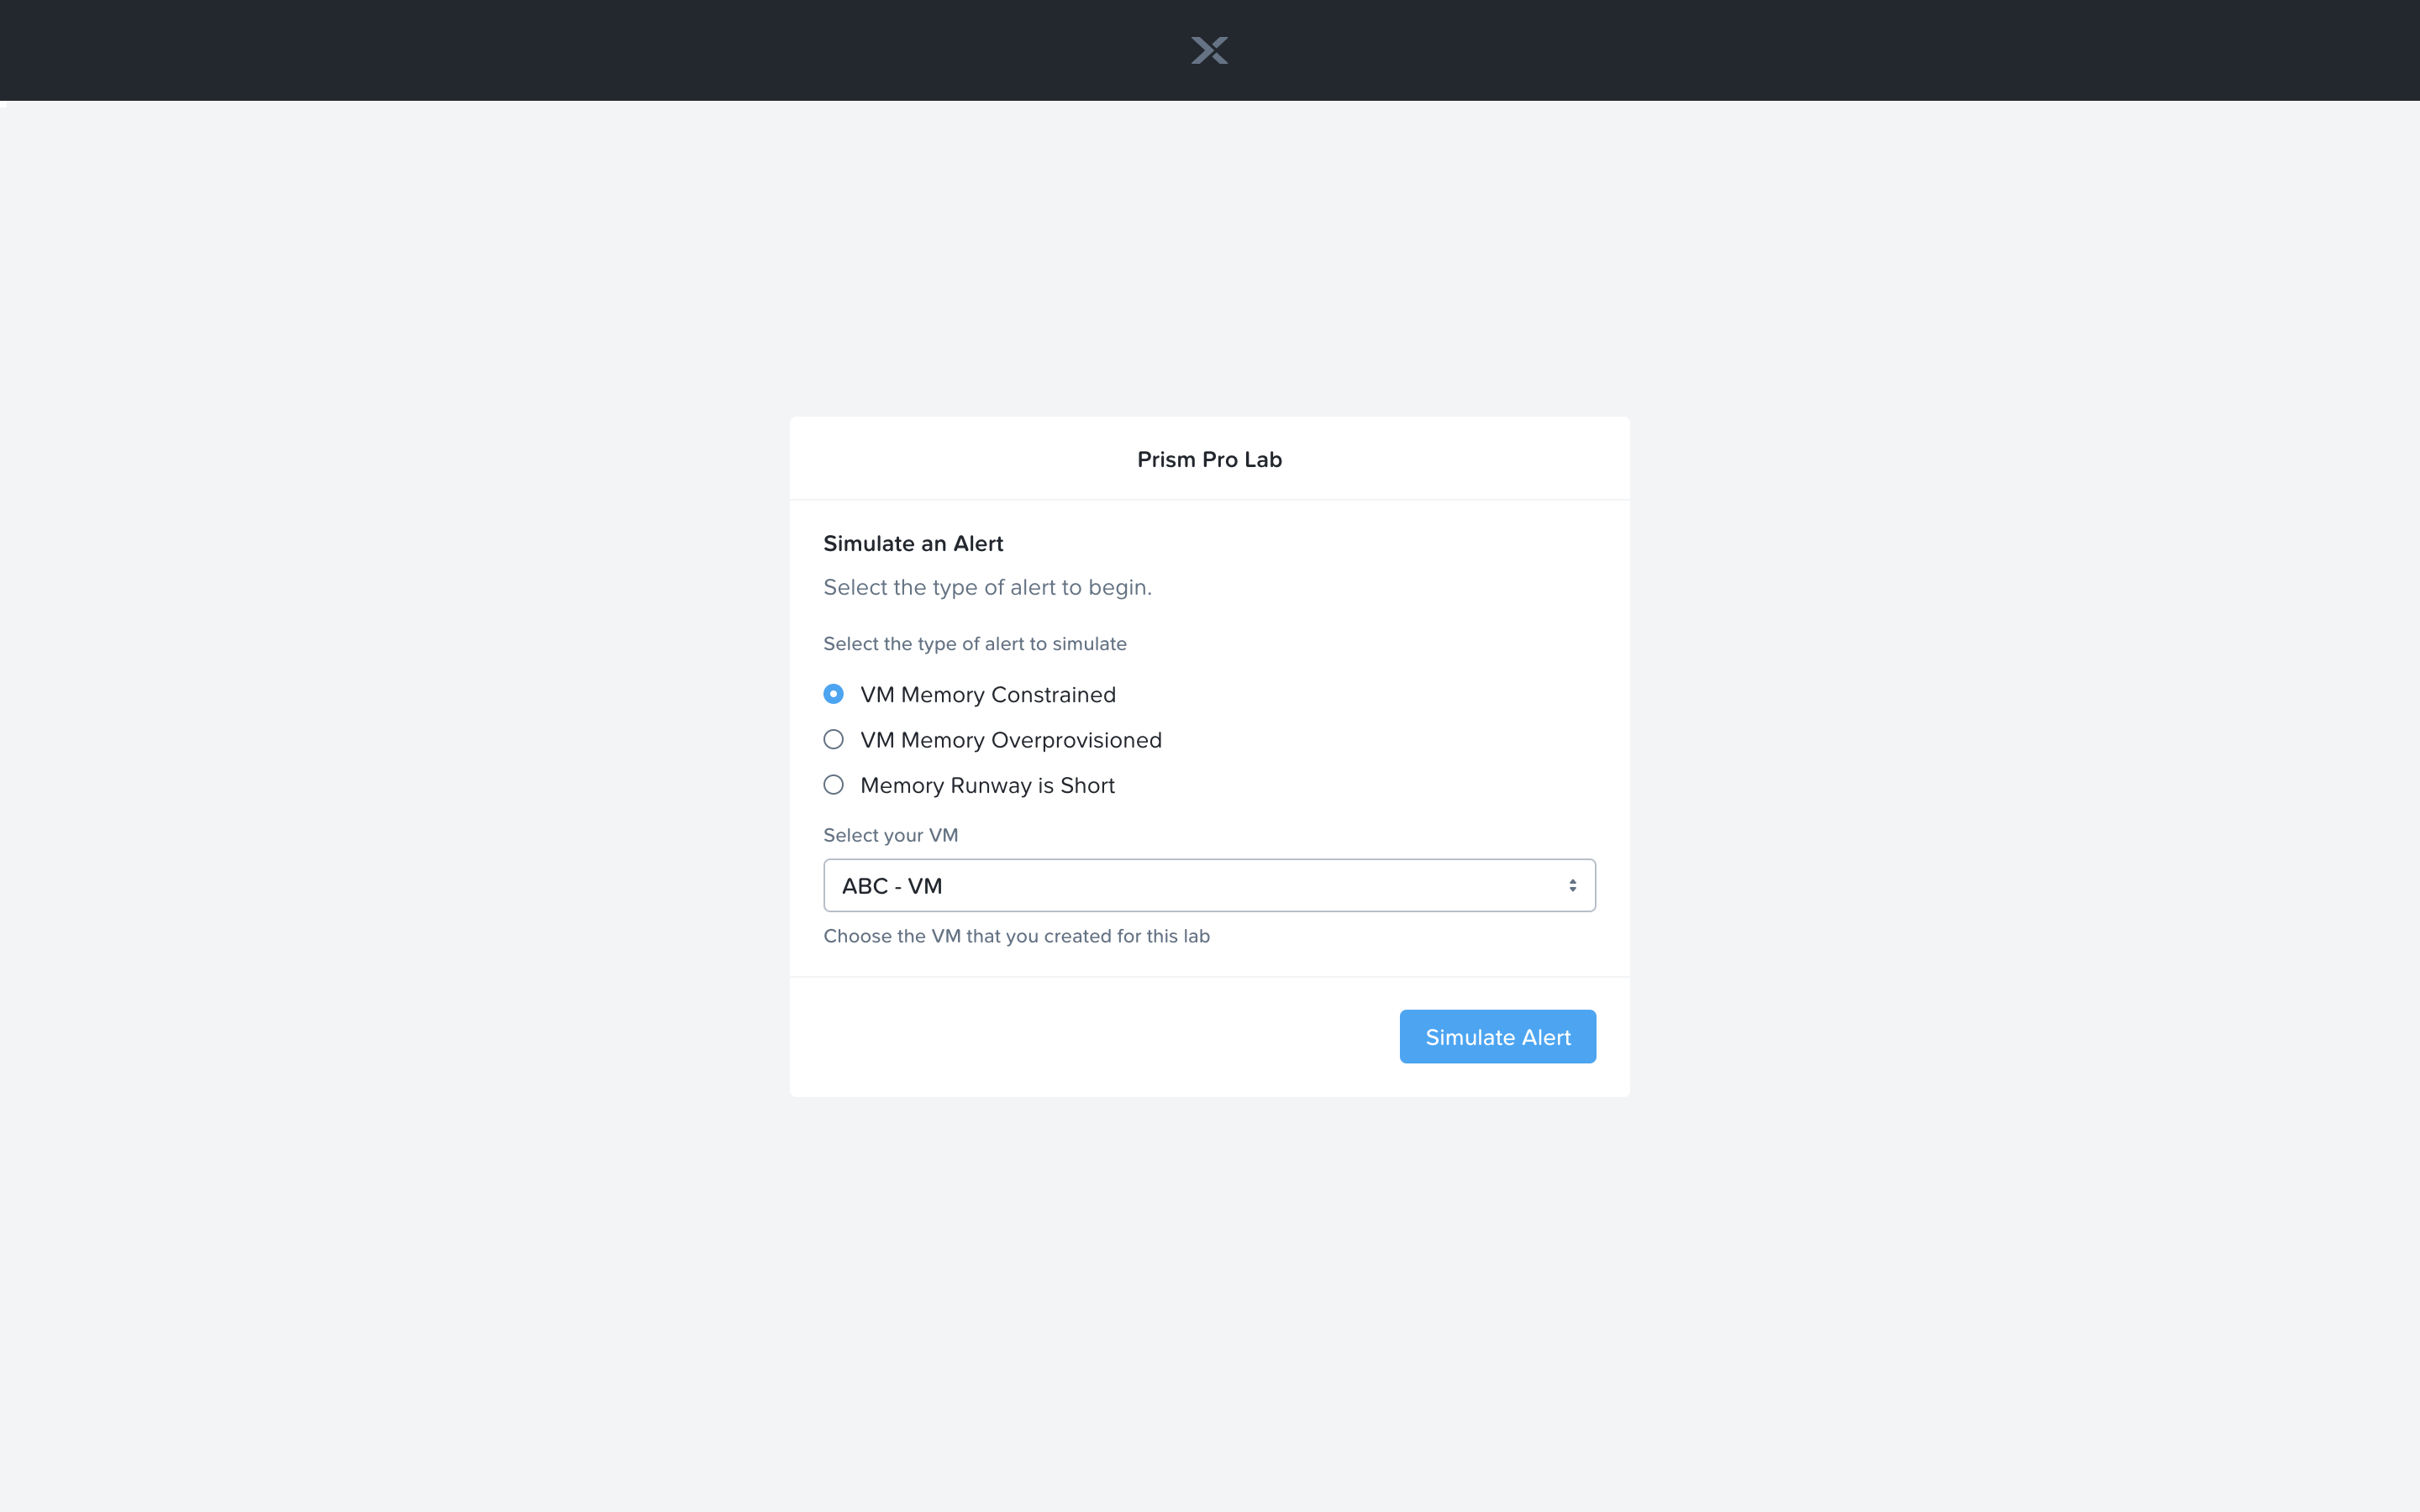 Prism Pro Lab
Simulate an Alert
Select the type of alert to begin.
Select the type of alert to simulate
VM Memory Constrained
VM Memory Overprovisioned
Memory Runway is Short
Select your VM
ABC - VM
Choose the VM that you created for this lab
Simulate Alert